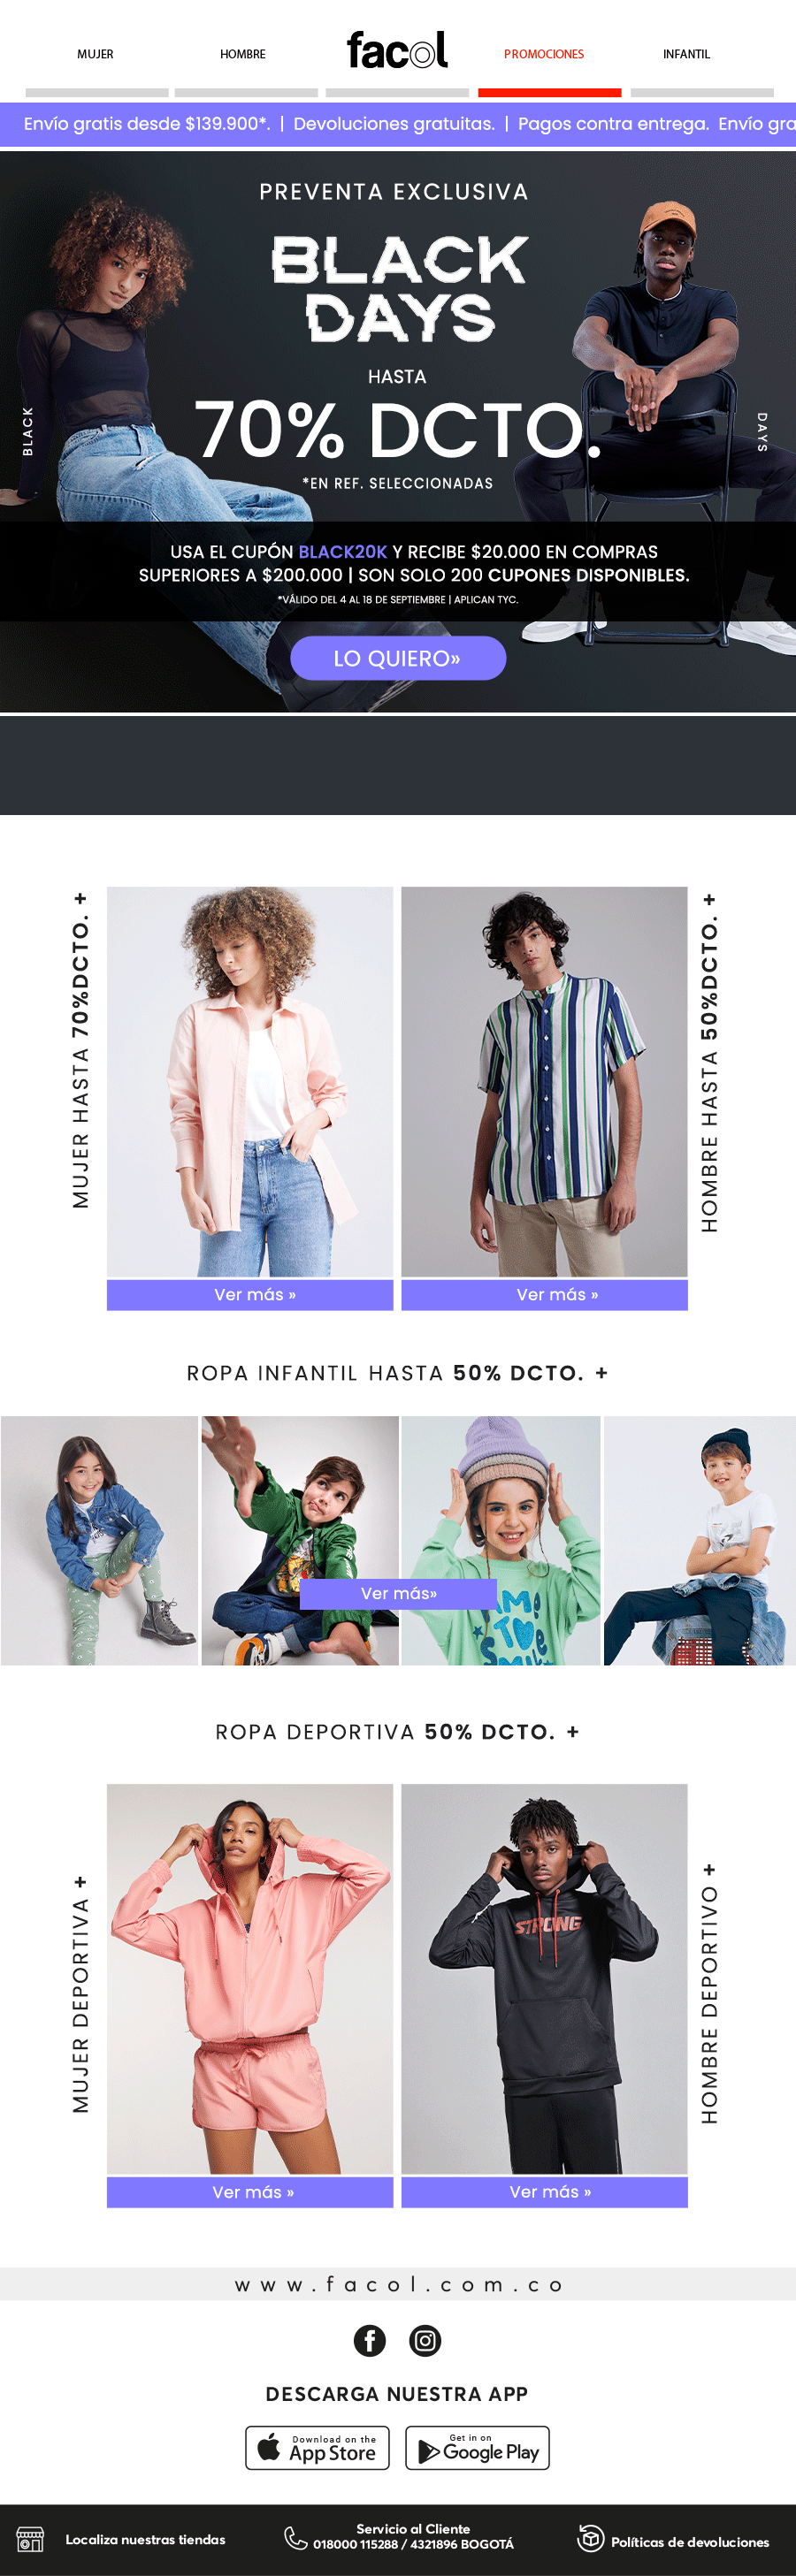 MUJER
HOMBRE
facol
PROMOCIONES
INFANTIL
Envío gratis desde $139.900*. | Devoluciones gratuitas. | Pagos contra entrega. Envío gra
PREVENTA EXCLUSIVA
BLACK
DAYS
HASTA
70% DCTO.
*EN REF. SELECCIONADAS
BLACK
DAYS
USA EL CUPÓN BLACK20K Y RECIBE $20.000 EN COMPRAS
SUPERIORES A $200.000 | SON SOLO 200 CUPONES DISPONIBLES.
*VÁLIDO DEL 4 AL 18 DE SEPTIEMBRE | APLICAN TYC.
LO QUIERO»
MUJER HASTA 70%DCTO. +
HOMBRE HASTA 50%DCTO. +
Ver más »
Ver más »
ROPA INFANTIL HASTA 50% DCTO. +
Ver más»
ROPA DEPORTIVA 50% DCTO. +
MUJER DEPORTIVA +
STRONG
HOMBRE DEPORTIVO +
Ver más »
Ver más »
www.facol.com.co
DESCARGA NUESTRA APP
Download on the
App Store
Get in on
Google Play
Localiza nuestras tiendas
Servicio al Cliente
018000 115288 / 4321896 BOGOTÁ
Políticas de devoluciones